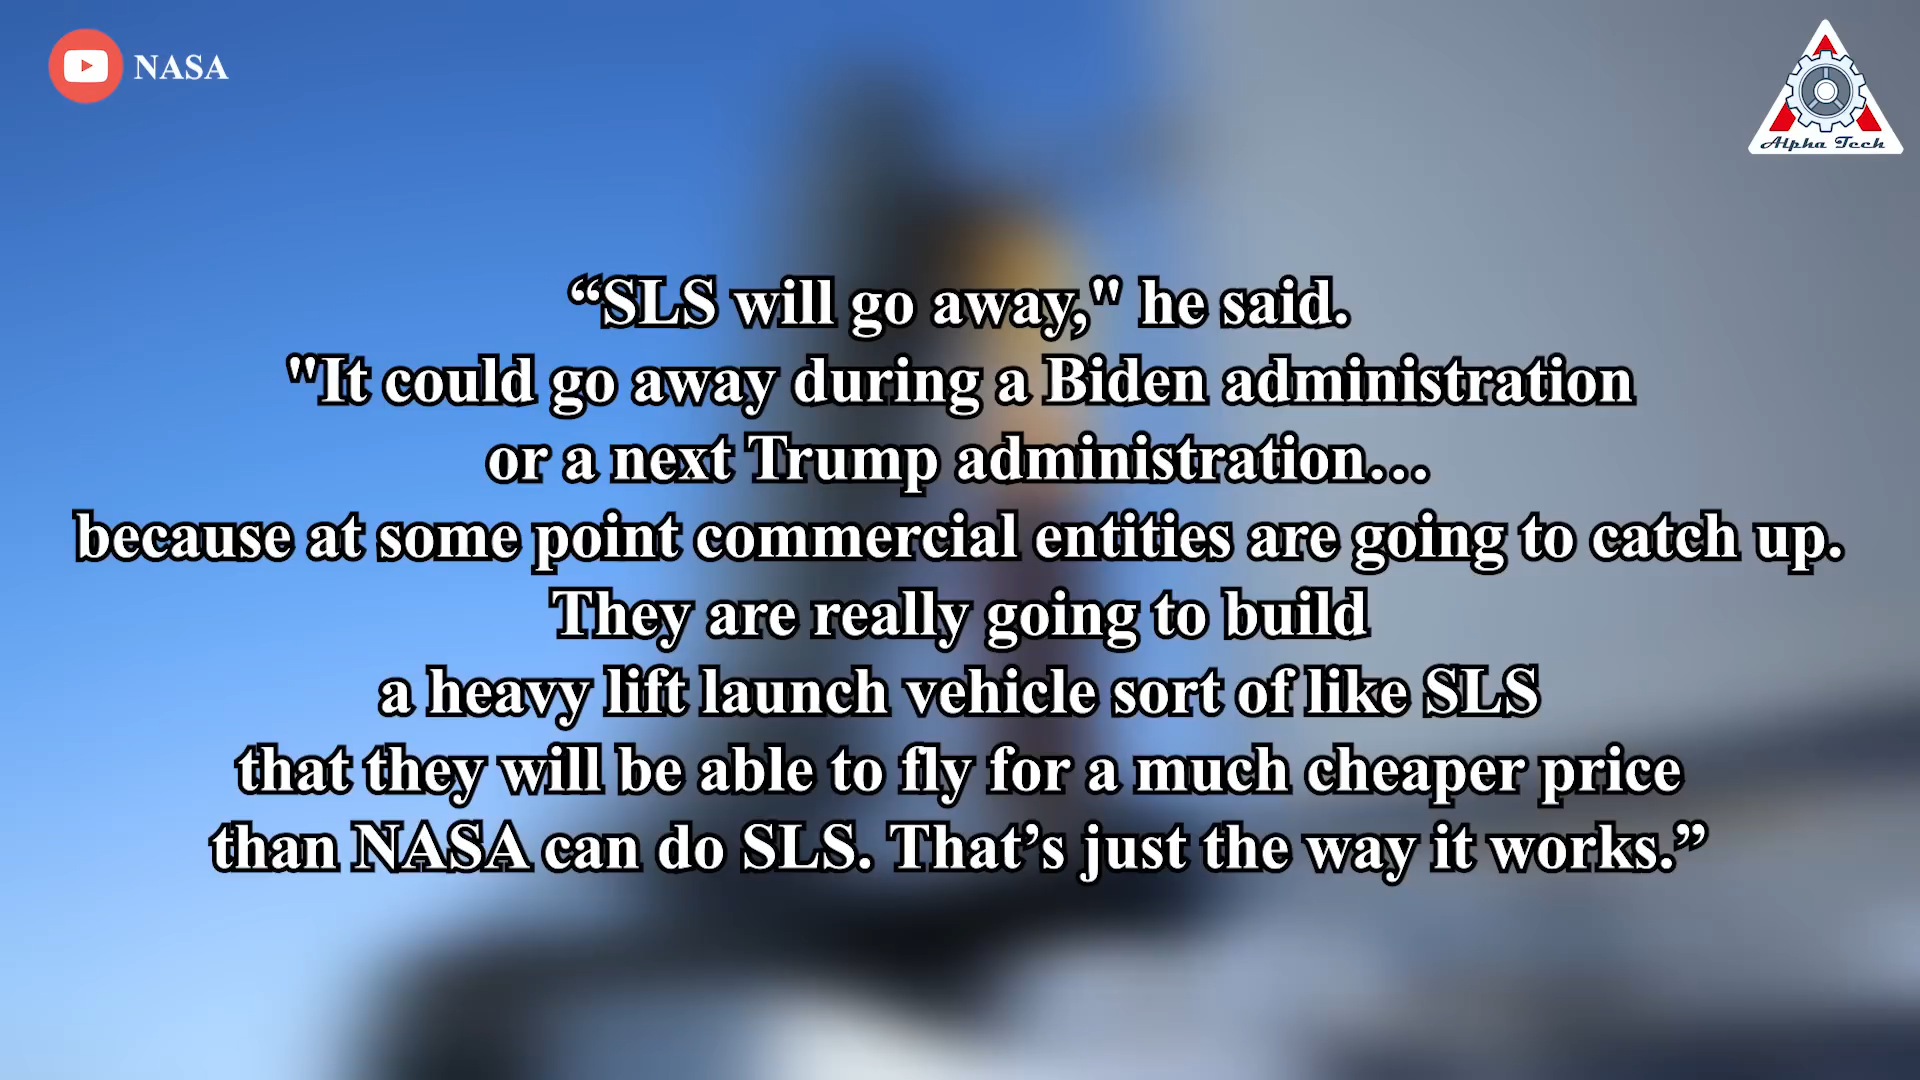 NASA
Alpha Tech
“SLS will go away," he said.
"It could go away during a Biden administration
or a next Trump administration…
because at some point commercial entities are going to catch up.
They are really going to build
a heavy lift launch vehicle sort of like SLS
that they will be able to fly for a much cheaper price
than NASA can do SLS. That’s just the way it works.”